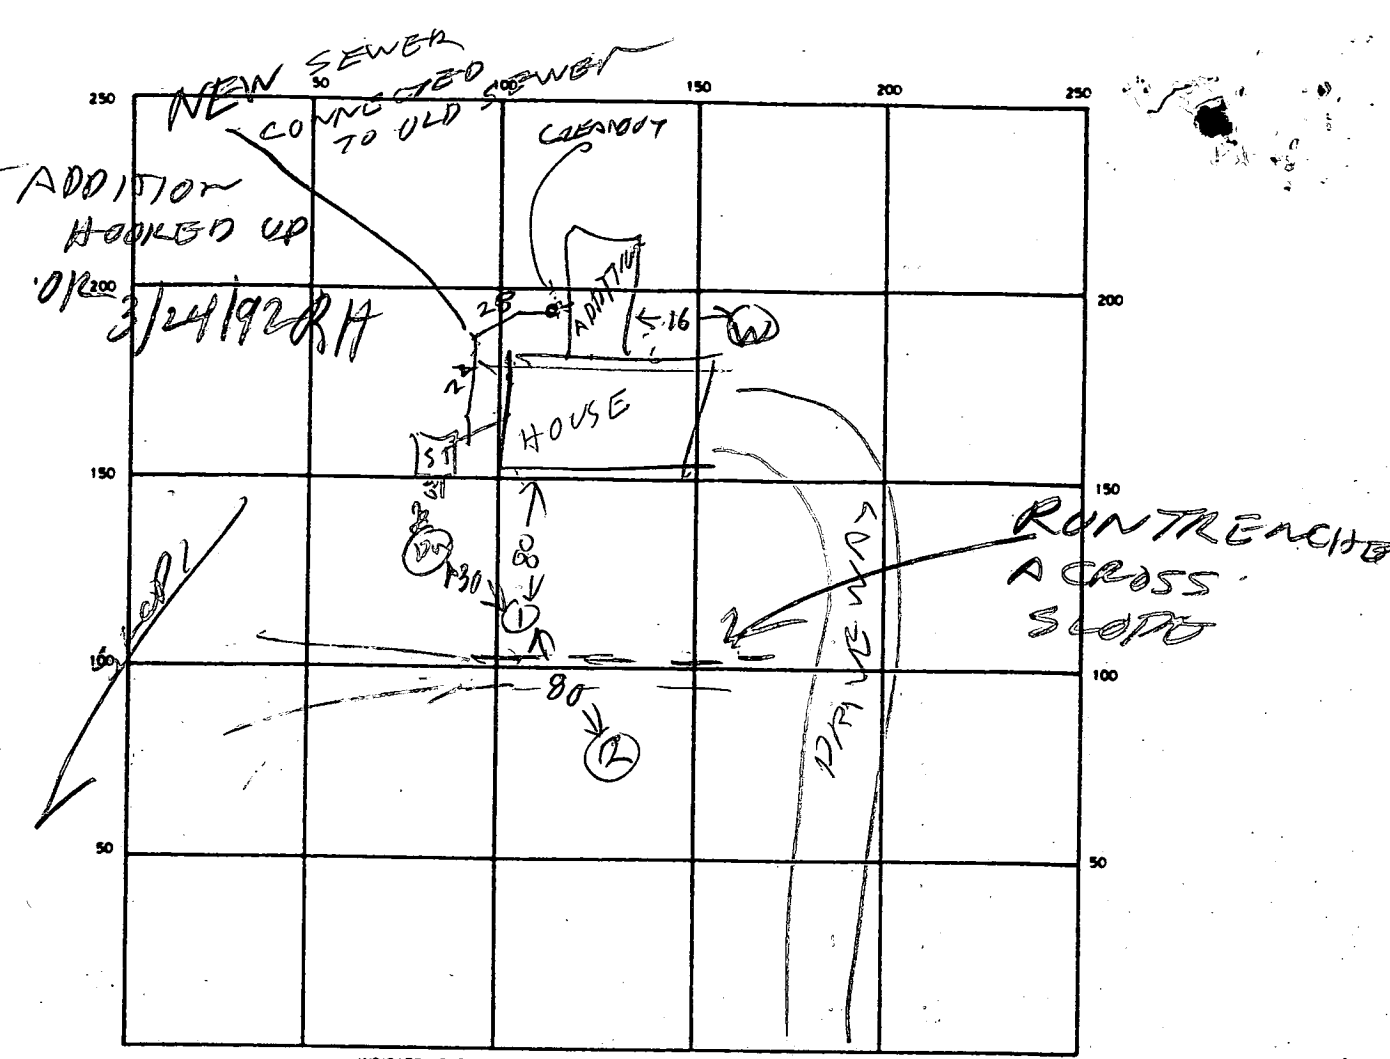 NEW SEWER
CONNECTED
TO OLD SEWER
50 100 150 200 250
250
CLEANOUT
ADDITION
HOOKED UP
OK 3/24/92 RH
200
200
28
ADDITION
16
W
HOUSE
ST
150
150
RUN TRENCHE
ACROSS
SLOPE
DW
30
80
1
100
100
80
2
DRIVEWAY
50
50